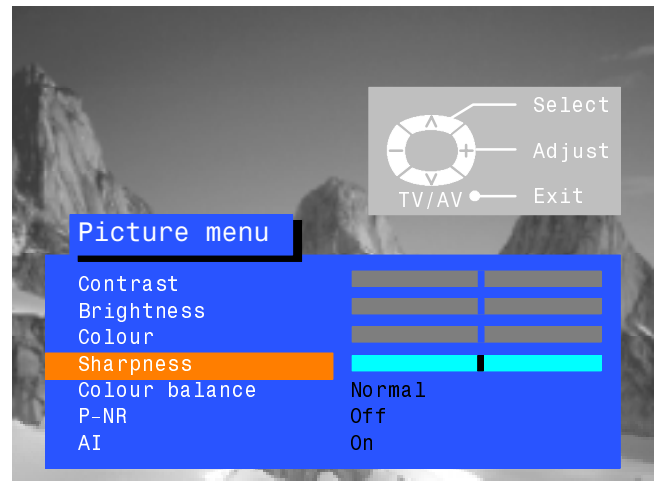 Select
Adjust
TV/AV Exit
Picture menu
Contrast
Brightness
Colour
Sharpness
Colour balance Normal
P-NR Off
AI On